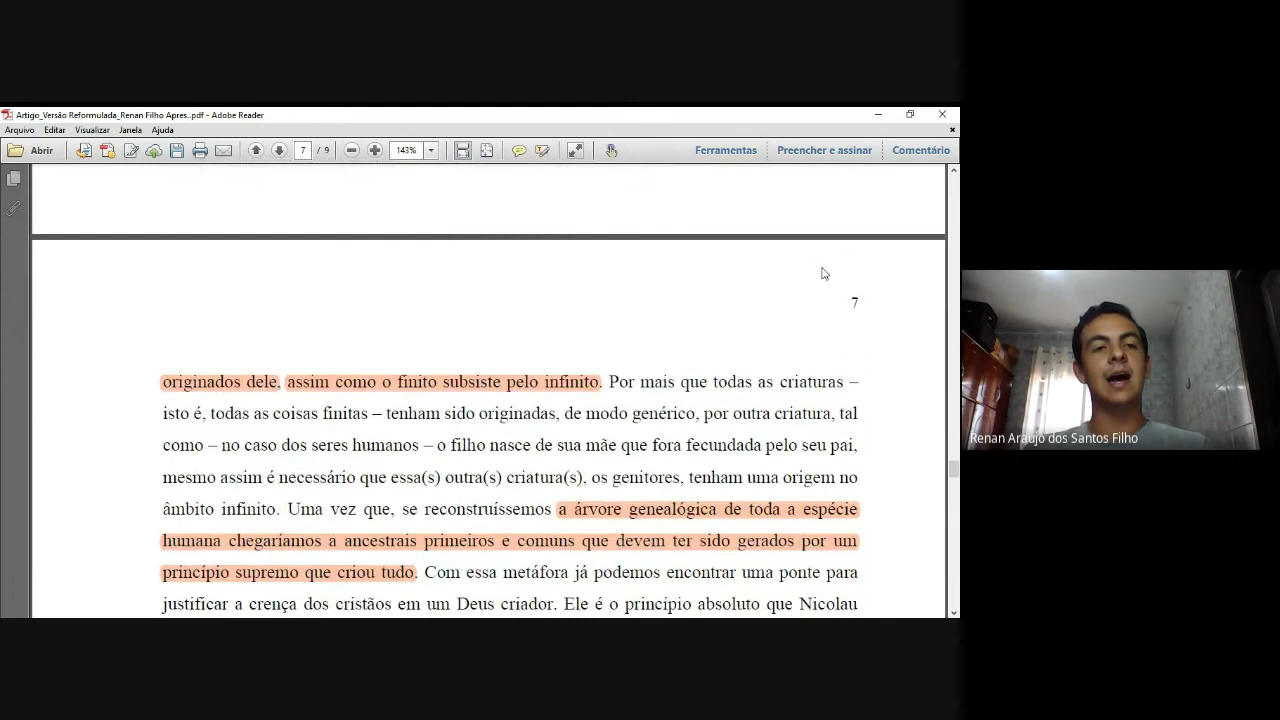 Artigo_Versão Reformulada_Renan Filho Apres..pdf - Adobe Reader
Arquivo Editar Visualizar Janela Ajuda
Abrir 7 / 9 143% Ferramentas Preencher e assinar Comentário
7
originados dele, assim como o finito subsiste pelo infinito. Por mais que todas as criaturas –
isto é, todas as coisas finitas – tenham sido originadas, de modo genérico, por outra criatura, tal
como – no caso dos seres humanos – o filho nasce de sua mãe que fora fecundada pelo seu pai,
mesmo assim é necessário que essa(s) outra(s) criatura(s), os genitores, tenham uma origem no
âmbito infinito. Uma vez que, se reconstruíssemos a árvore genealógica de toda a espécie
humana chegaríamos a ancestrais primeiros e comuns que devem ter sido gerados por um
princípio supremo que criou tudo. Com essa metáfora já podemos encontrar uma ponte para
justificar a crença dos cristãos em um Deus criador. Ele é o princípio absoluto que Nicolau
Renan Araujo dos Santos Filho